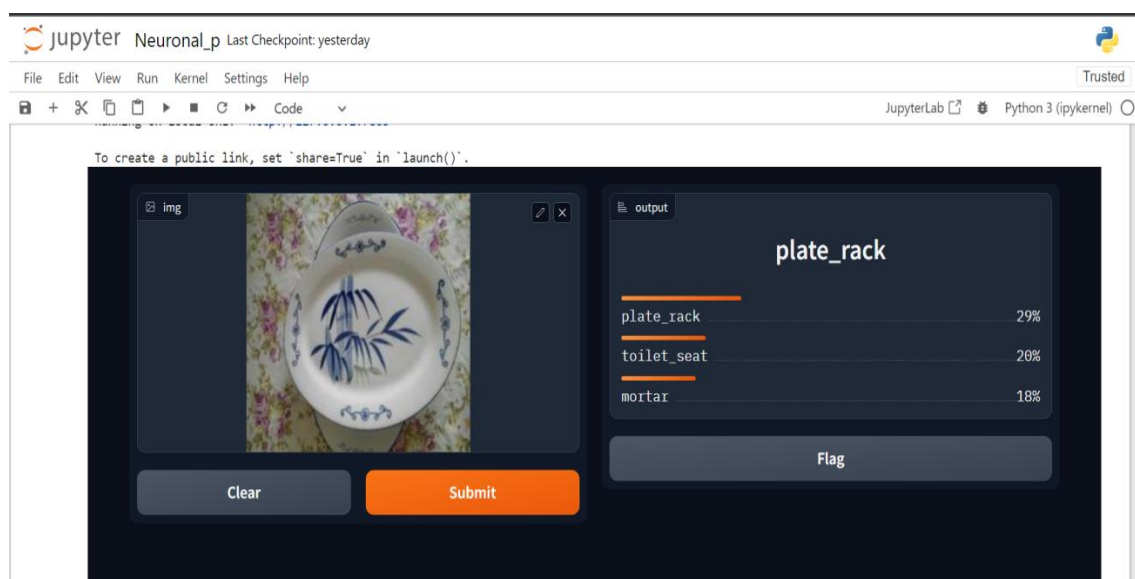 jupyter Neuronal_p Last Checkpoint: yesterday
File Edit View Run Kernel Settings Help
Trusted
Code
JupyterLab
Python 3 (ipykernel)
To create a public link, set `share=True` in `launch()`.
img
output
plate_rack
plate_rack 29%
toilet_seat 20%
mortar 18%
Flag
Clear
Submit